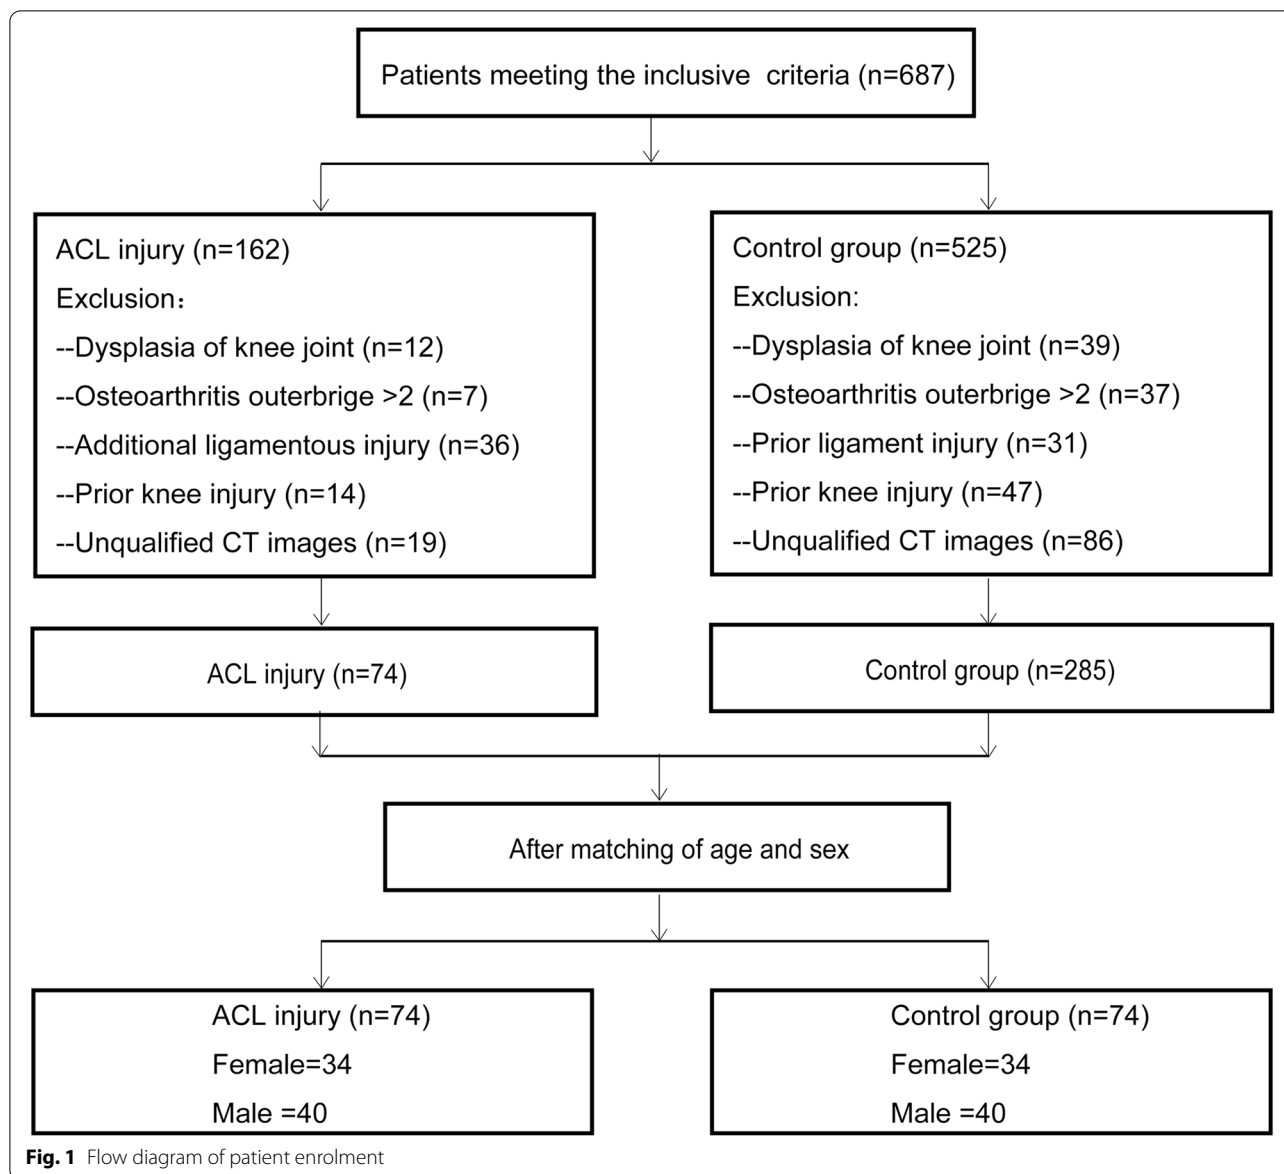 Patients meeting the inclusive criteria (n=687)
ACL injury (n=162)
Exclusion：
--Dysplasia of knee joint (n=12)
--Osteoarthritis outerbrige >2 (n=7)
--Additional ligamentous injury (n=36)
--Prior knee injury (n=14)
--Unqualified CT images (n=19)
Control group (n=525)
Exclusion:
--Dysplasia of knee joint (n=39)
--Osteoarthritis outerbrige >2 (n=37)
--Prior ligament injury (n=31)
--Prior knee injury (n=47)
--Unqualified CT images (n=86)
ACL injury (n=74)
Control group (n=285)
After matching of age and sex
ACL injury (n=74)
Female=34
Male =40
Control group (n=74)
Female=34
Male =40
Fig. 1 Flow diagram of patient enrolment